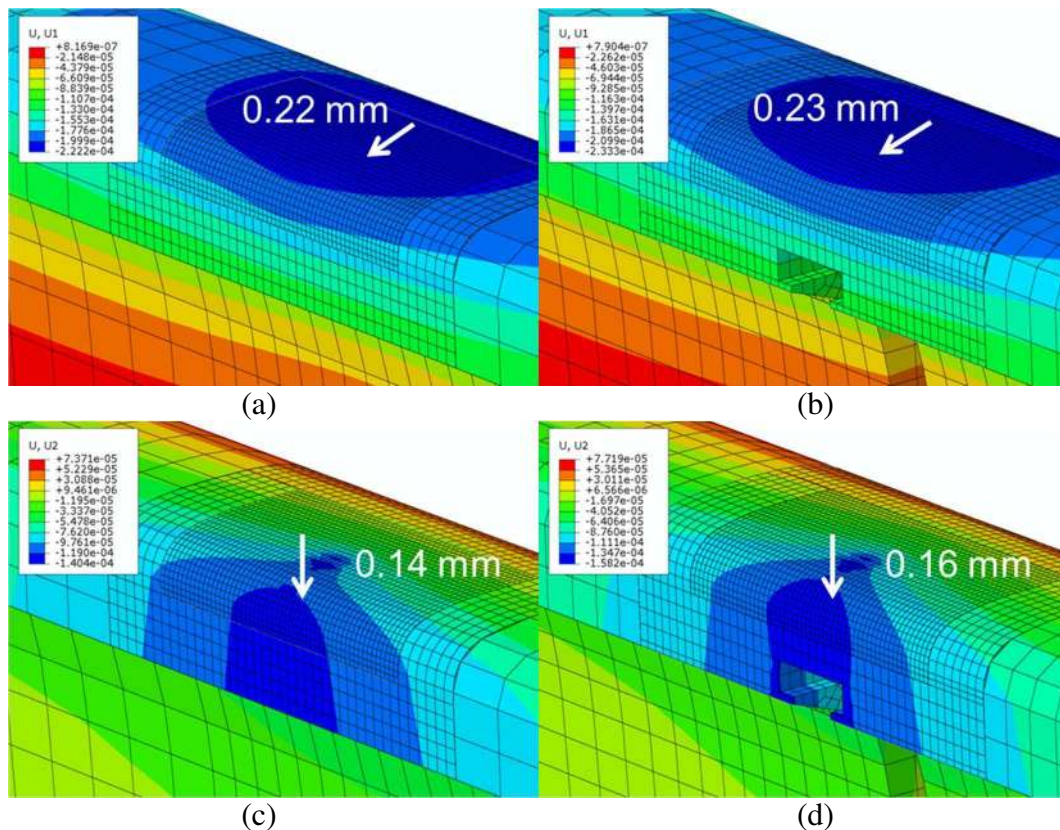 U, U1
+8.169e-07
-2.148e-05
-4.379e-05
-6.609e-05
-8.839e-05
-1.107e-04
-1.330e-04
-1.553e-04
-1.776e-04
-1.999e-04
-2.222e-04
0.22 mm
(a)
U, U1
+7.904e-07
-2.262e-05
-4.603e-05
-6.944e-05
-9.285e-05
-1.163e-04
-1.397e-04
-1.631e-04
-1.865e-04
-2.099e-04
-2.333e-04
0.23 mm
(b)
U, U2
+7.371e-05
+5.229e-05
+3.088e-05
+9.461e-06
-1.195e-05
-3.337e-05
-5.478e-05
-7.620e-05
-9.761e-05
-1.190e-04
-1.404e-04
0.14 mm
(c)
U, U2
+7.719e-05
+5.365e-05
+3.011e-05
+6.566e-06
-1.697e-05
-4.052e-05
-6.406e-05
-8.760e-05
-1.111e-04
-1.347e-04
-1.582e-04
0.16 mm
(d)